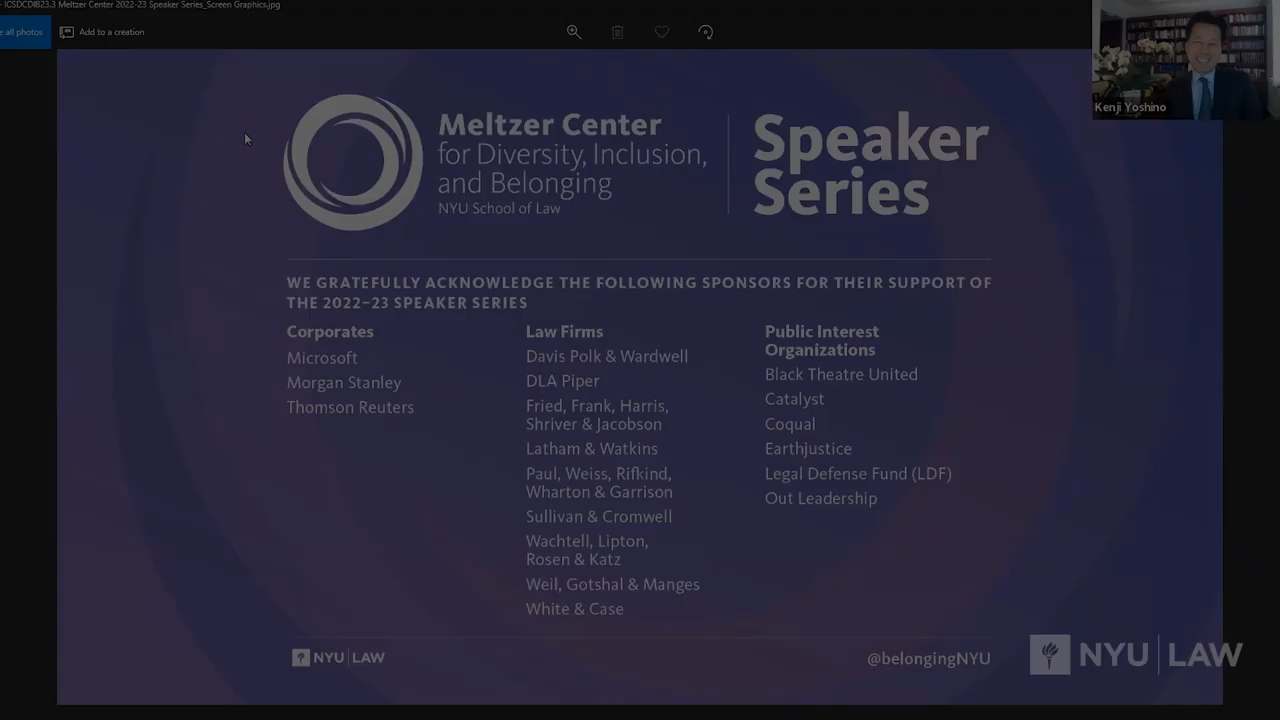 - ICSDCDIB23.3 Meltzer Center 2022-23 Speaker Series_Screen Graphics.jpg
e all photos
Add to a creation
Kenji Yoshino
Meltzer Center
for Diversity, Inclusion,
and Belonging
NYU School of Law
Speaker
Series
WE GRATEFULLY ACKNOWLEDGE THE FOLLOWING SPONSORS FOR THEIR SUPPORT OF
THE 2022–23 SPEAKER SERIES
Corporates
Microsoft
Morgan Stanley
Thomson Reuters
Law Firms
Davis Polk & Wardwell
DLA Piper
Fried, Frank, Harris,
Shriver & Jacobson
Latham & Watkins
Paul, Weiss, Rifkind,
Wharton & Garrison
Sullivan & Cromwell
Wachtell, Lipton,
Rosen & Katz
Weil, Gotshal & Manges
White & Case
Public Interest
Organizations
Black Theatre United
Catalyst
Coqual
Earthjustice
Legal Defense Fund (LDF)
Out Leadership
NYU LAW
@belongingNYU
NYU LAW